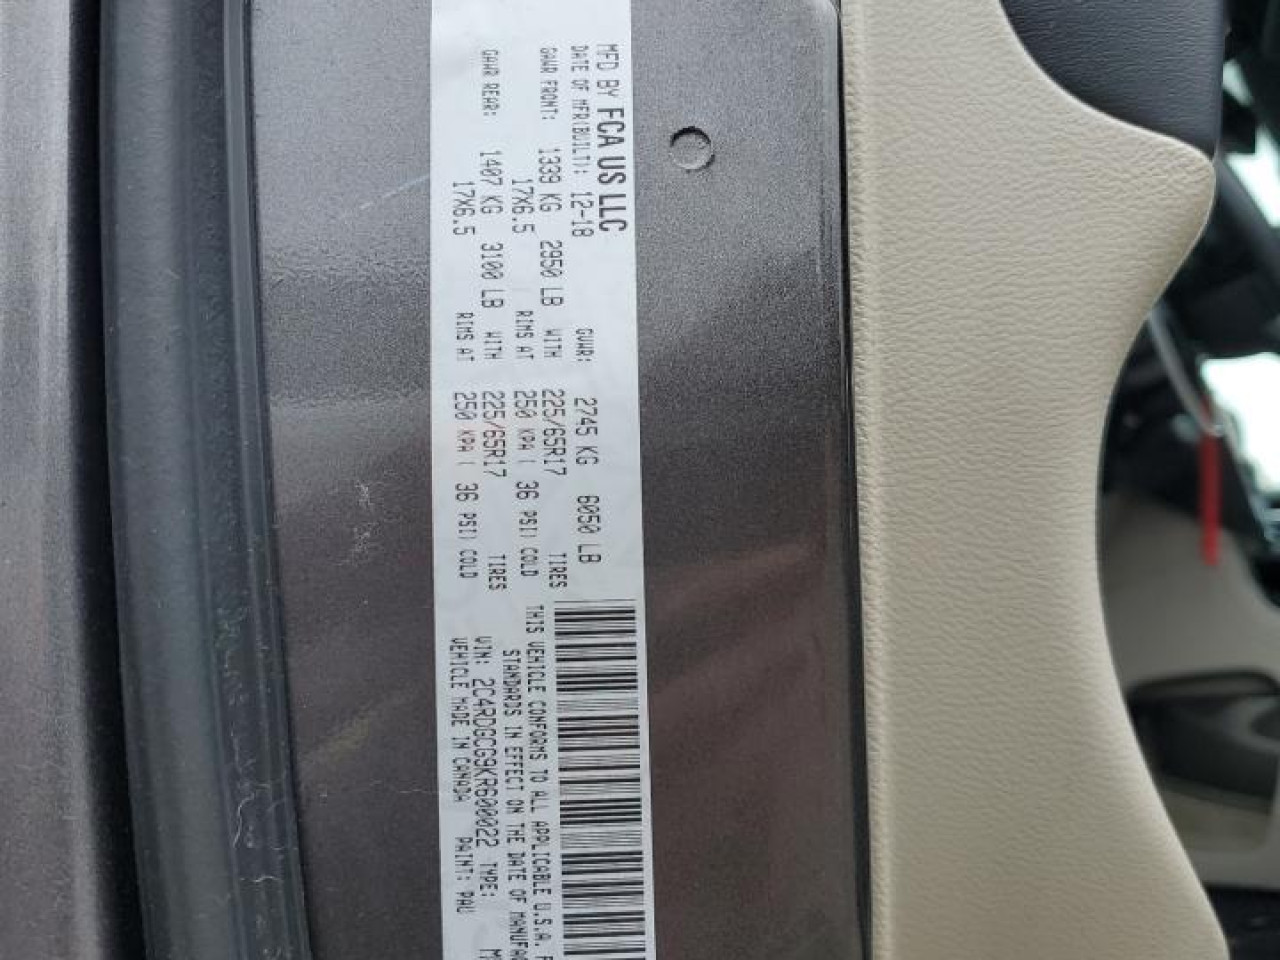 MFD BY FCA US LLC
DATE OF MFR(BUILT): 12-18 GVWR: 2745 KG 6050 LB
GAWR FRONT: 1339 KG 2950 LB WITH 225/65R17 TIRES
17X6.5 RIMS AT 250 KPA ( 36 PSI) COLD
GAWR REAR: 1407 KG 3100 LB WITH 225/65R17 TIRES
17X6.5 RIMS AT 250 KPA ( 36 PSI) COLD
THIS VEHICLE CONFORMS TO ALL APPLICABLE U.S.A. F
STANDARDS IN EFFECT ON THE DATE OF MANUFAC
VIN: 2C4RDGCG9KR600022 TYPE:
VEHICLE MADE IN CANADA PAINT: PAU